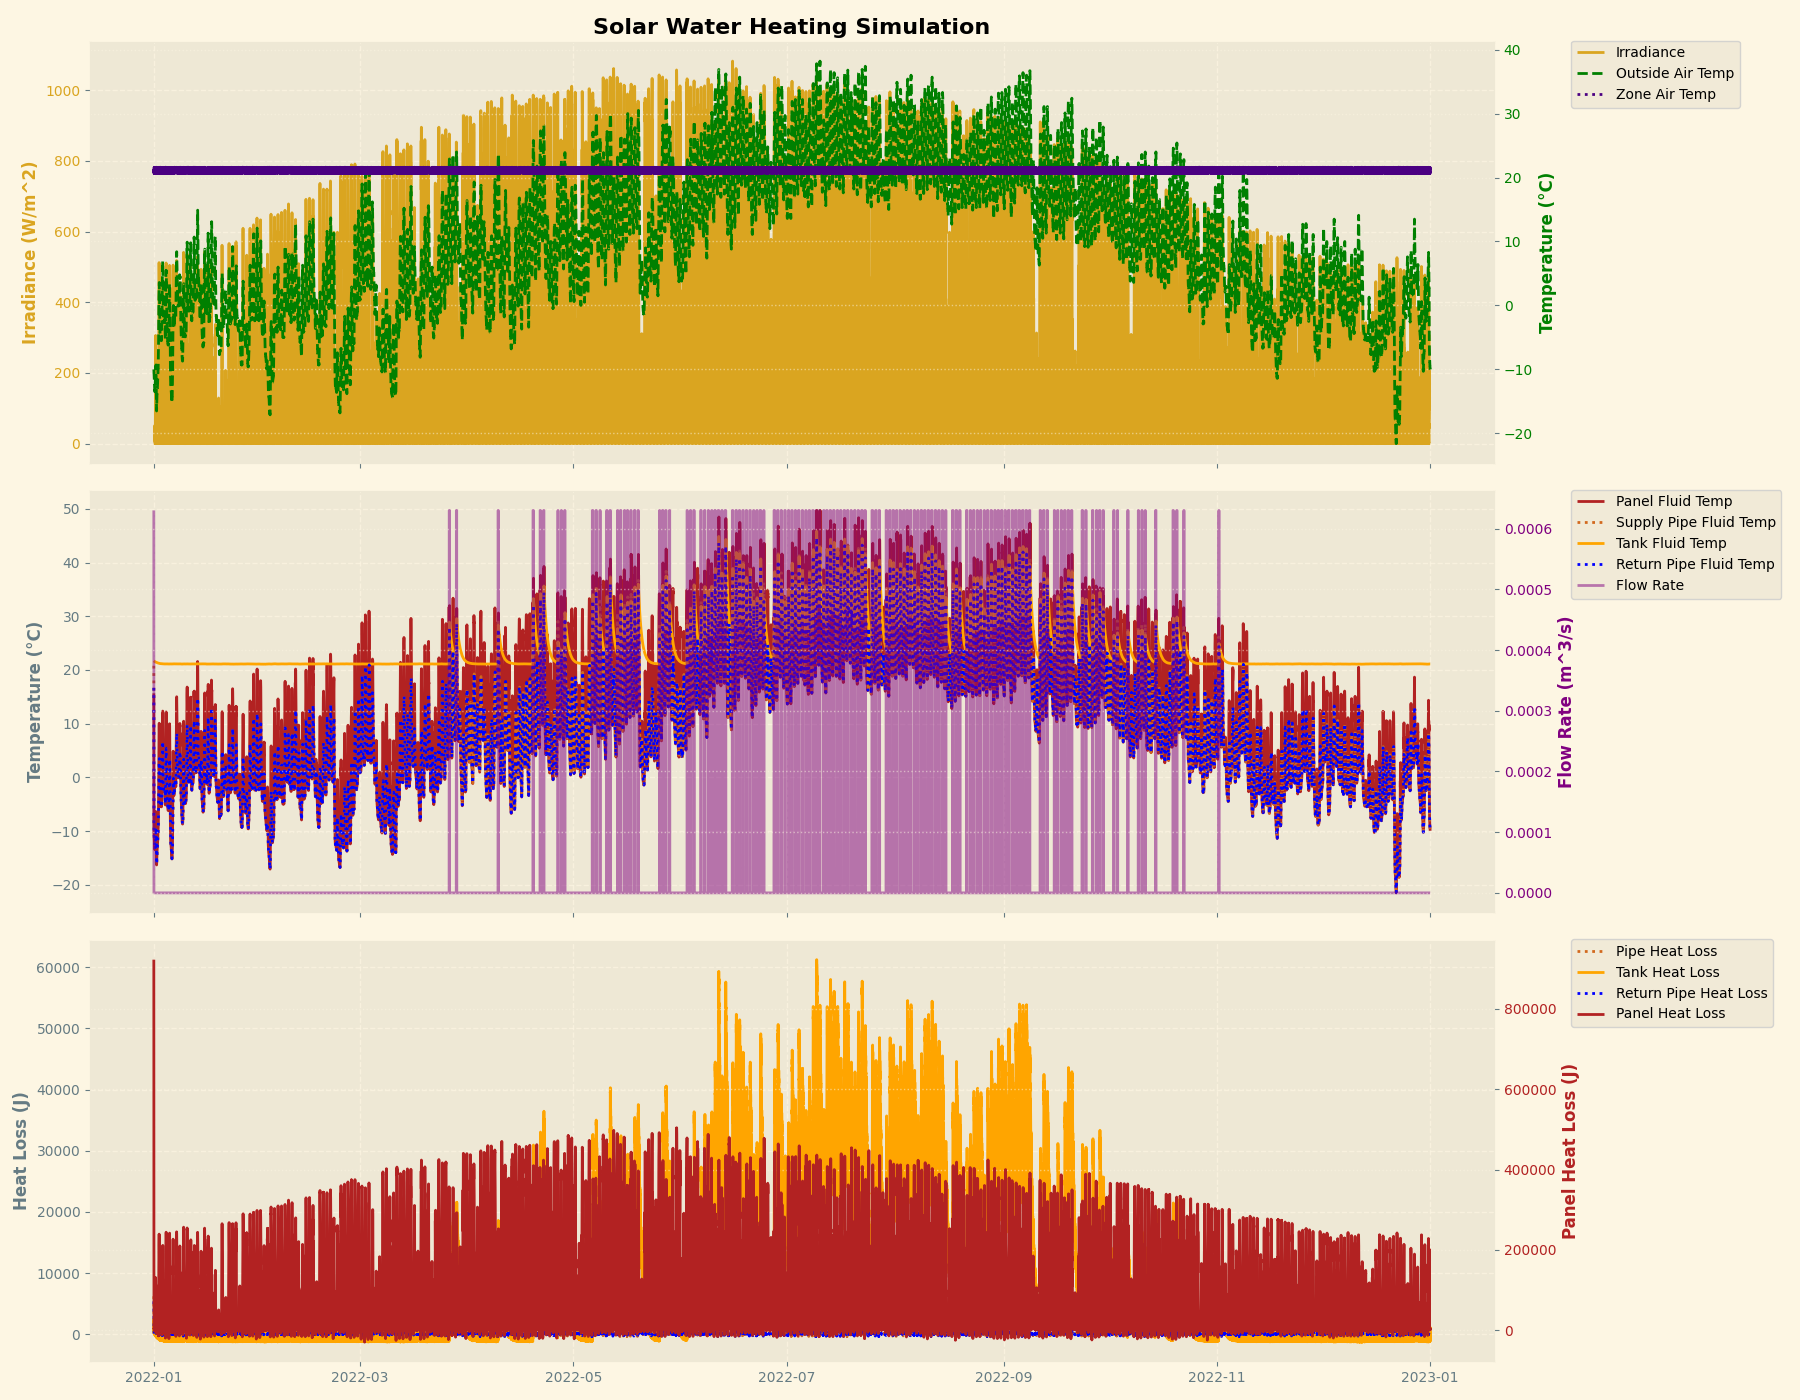 Solar Water Heating Simulation
Irradiance (W/m^2)
1000
800
600
400
200
0
40
30
20
10
0
−10
−20
Temperature (°C)
Irradiance
Outside Air Temp
Zone Air Temp
Temperature (°C)
50
40
30
20
10
0
−10
−20
0.0006
0.0005
0.0004
0.0003
0.0002
0.0001
0.0000
Flow Rate (m^3/s)
Panel Fluid Temp
Supply Pipe Fluid Temp
Tank Fluid Temp
Return Pipe Fluid Temp
Flow Rate
Heat Loss (J)
60000
50000
40000
30000
20000
10000
0
800000
600000
400000
200000
0
Panel Heat Loss (J)
Pipe Heat Loss
Tank Heat Loss
Return Pipe Heat Loss
Panel Heat Loss
2022-01
2022-03
2022-05
2022-07
2022-09
2022-11
2023-01